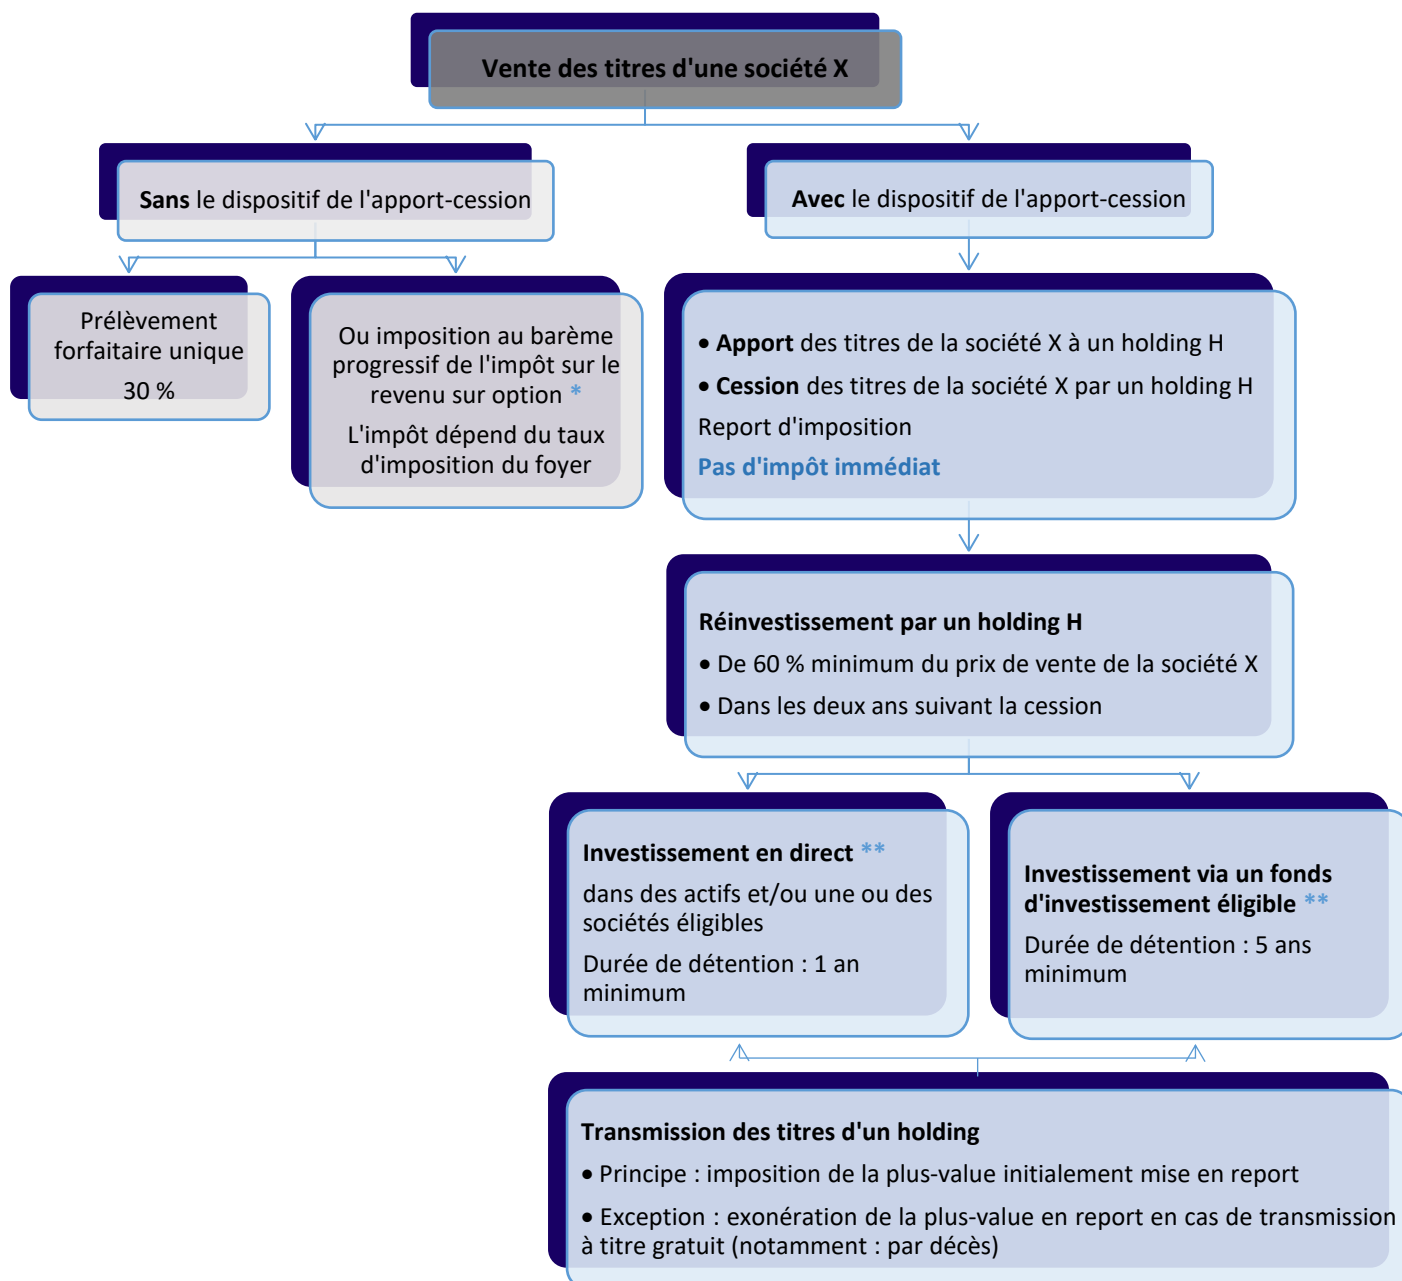 Vente des titres d'une société X
Sans le dispositif de l'apport-cession
Avec le dispositif de l'apport-cession
Prélèvement
forfaitaire unique
30 %
Ou imposition au barème
progressif de l'impôt sur le
revenu sur option *
L'impôt dépend du taux
d'imposition du foyer
• Apport des titres de la société X à un holding H
• Cession des titres de la société X par un holding H
Report d'imposition
Pas d'impôt immédiat
Réinvestissement par un holding H
• De 60 % minimum du prix de vente de la société X
• Dans les deux ans suivant la cession
Investissement en direct **
dans des actifs et/ou une ou des
sociétés éligibles
Durée de détention : 1 an
minimum
Investissement via un fonds
d'investissement éligible **
Durée de détention : 5 ans
minimum
Transmission des titres d'un holding
• Principe : imposition de la plus-value initialement mise en report
• Exception : exonération de la plus-value en report en cas de transmission
à titre gratuit (notamment : par décès)